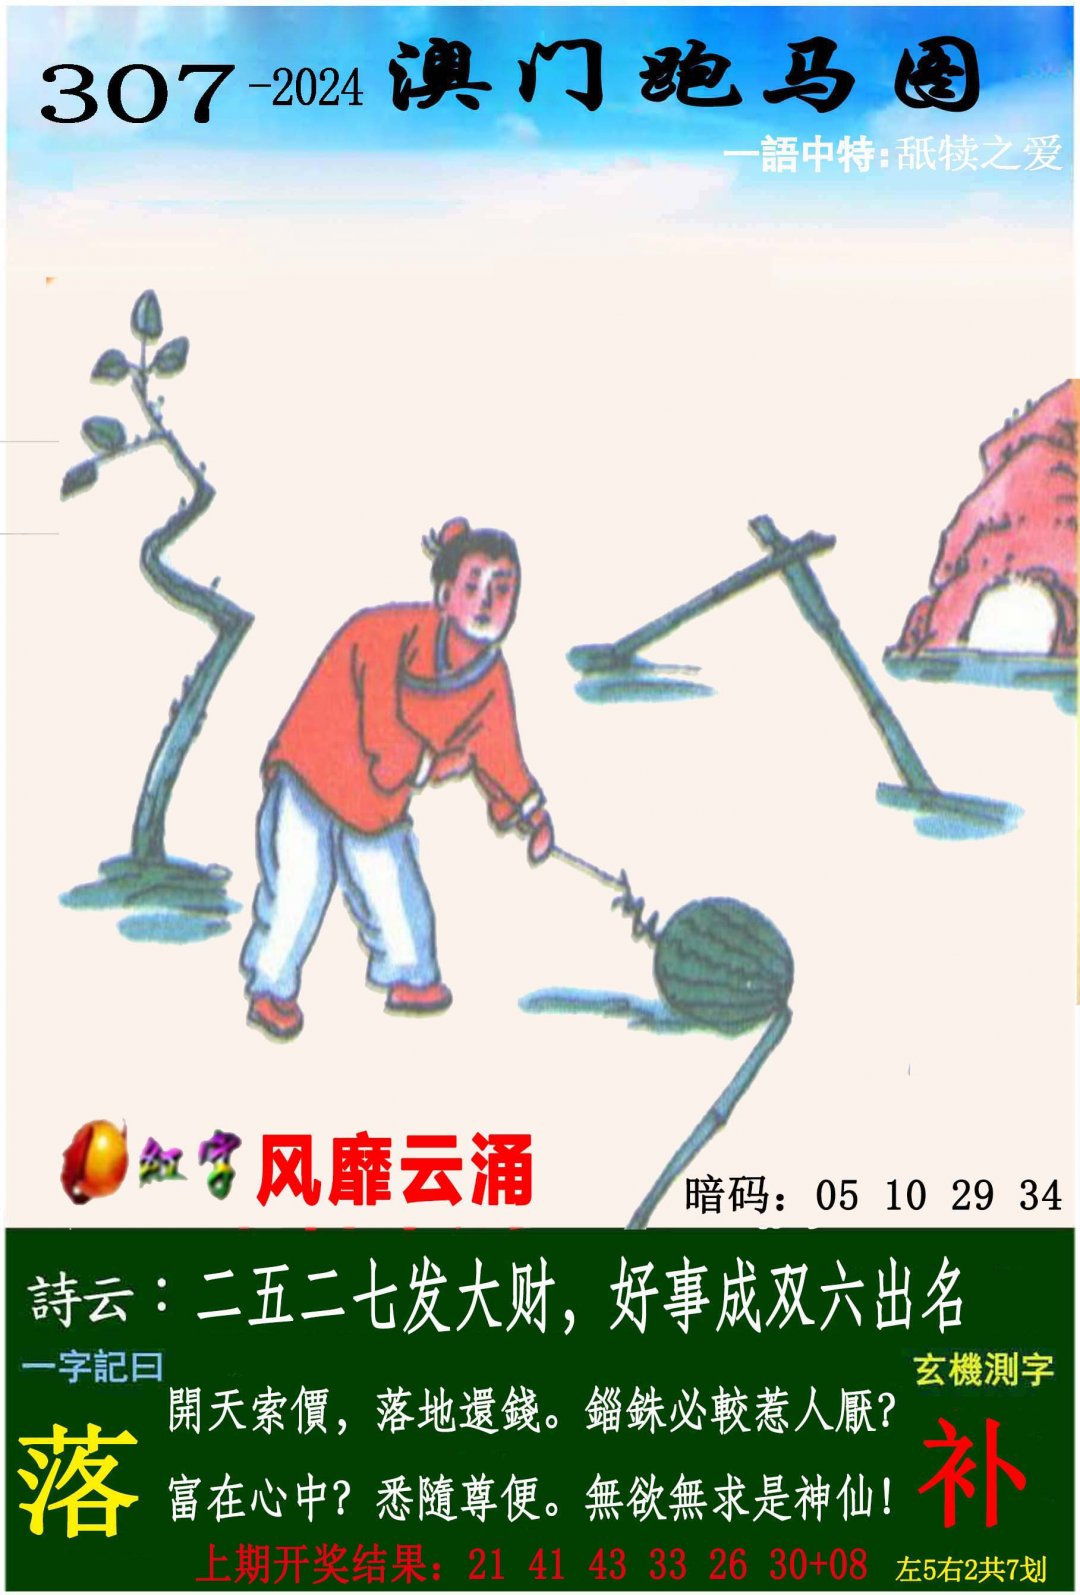 307-2024 澳门跑马图
一語中特:舐犊之爱
红字 风靡云涌
暗码：05 10 29 34
詩云：二五二七发大财，好事成双六出名
一字記曰
玄機測字
開天索價，落地還錢。錙銖必較惹人厭？
落
补
富在心中？悉隨尊便。無欲無求是神仙！
上期开奖结果：21 41 43 33 26 30+08
左5右2共7划